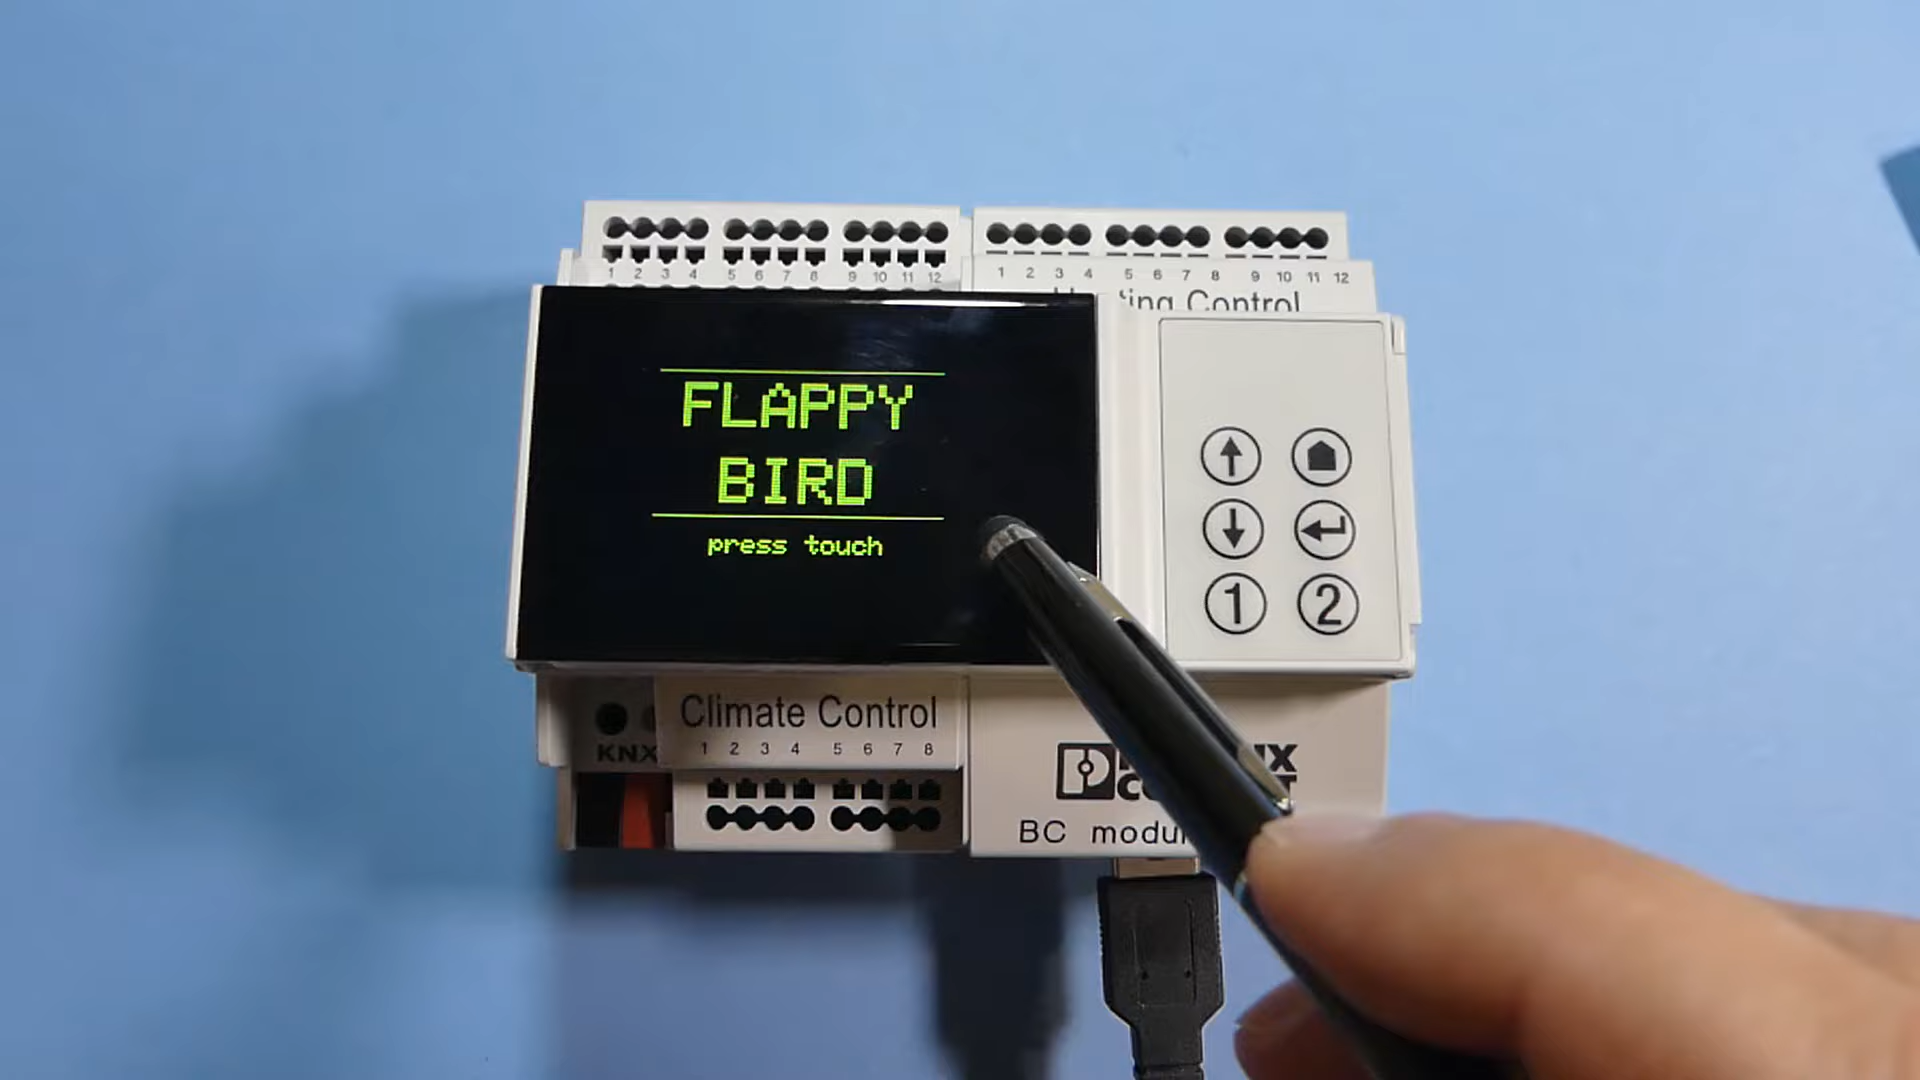 1 2 3 4 5 6 7 8 9 10 11 12
1 2 3 4 5 6 7 8 9 10 11 12
Control
FLAPPY
BIRD
press touch
1 2
Climate Control
KNX
1 2 3 4 5 6 7 8
BC